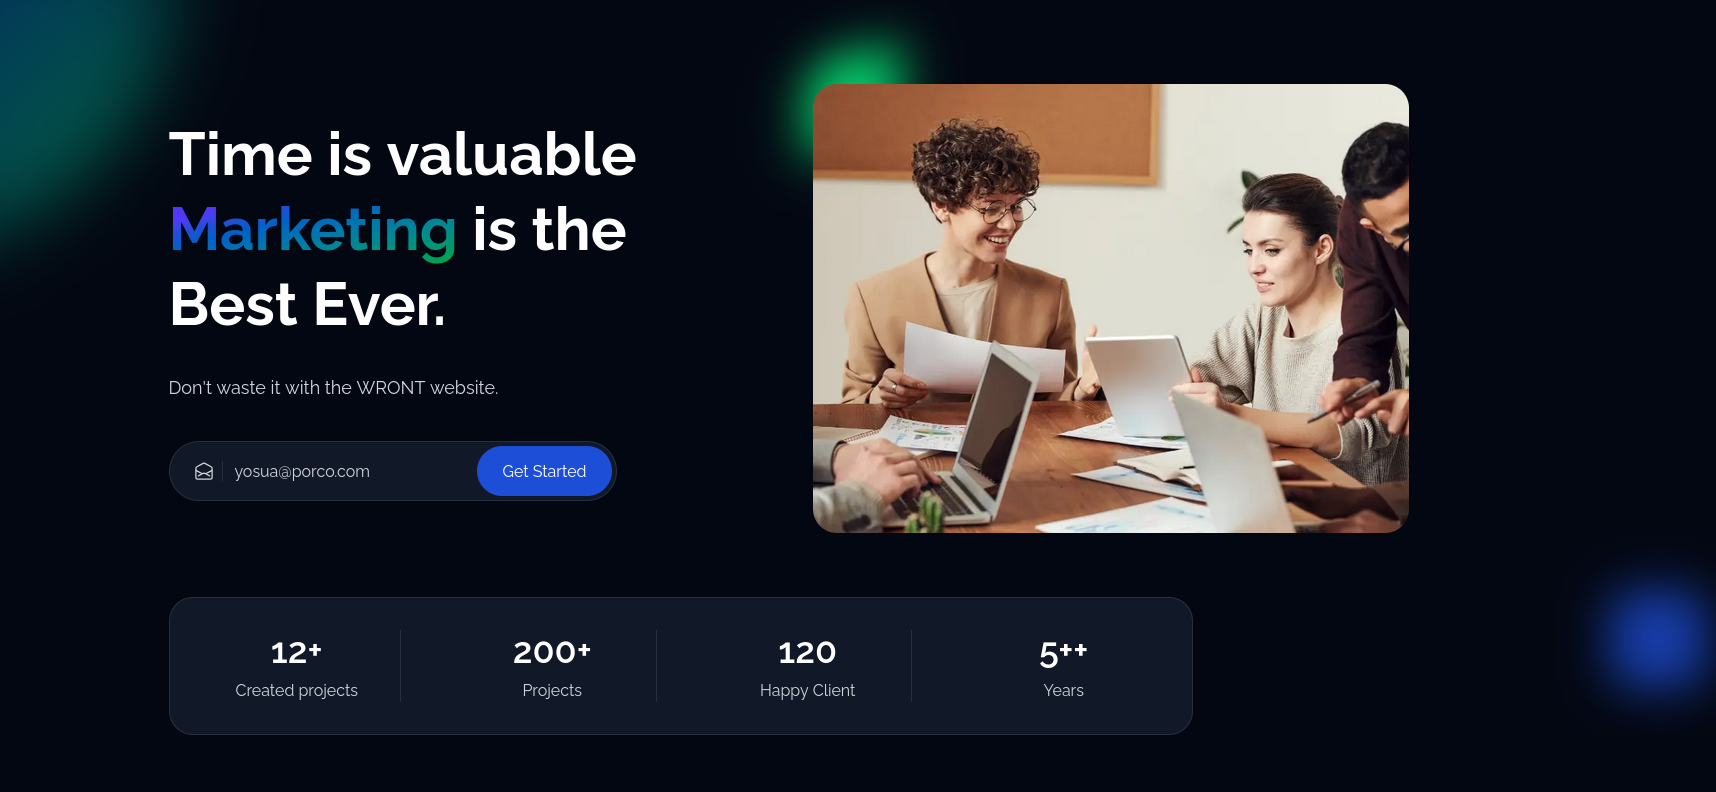 Time is valuable
Marketing is the
Best Ever.
Don't waste it with the WRONT website.
yosua@porco.com
Get Started
12+
Created projects
200+
Projects
120
Happy Client
5++
Years